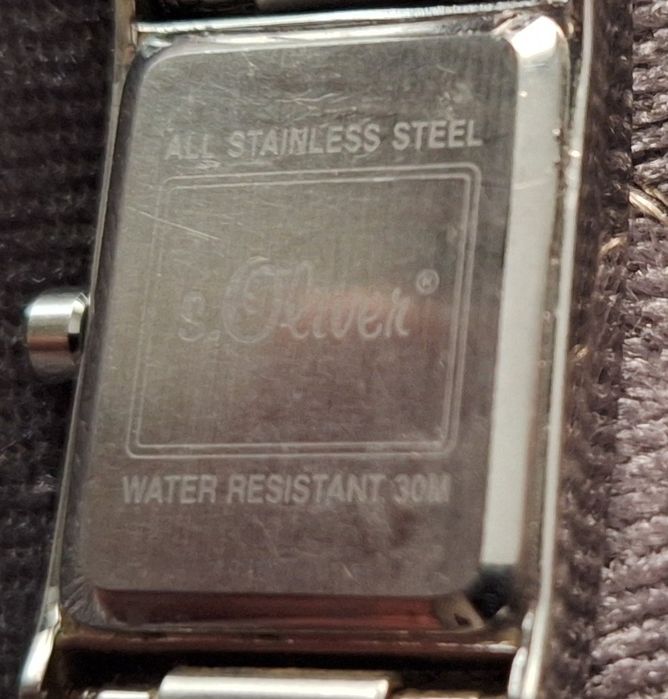 ALL STAINLESS STEEL
s.Oliver®
WATER RESISTANT 30M